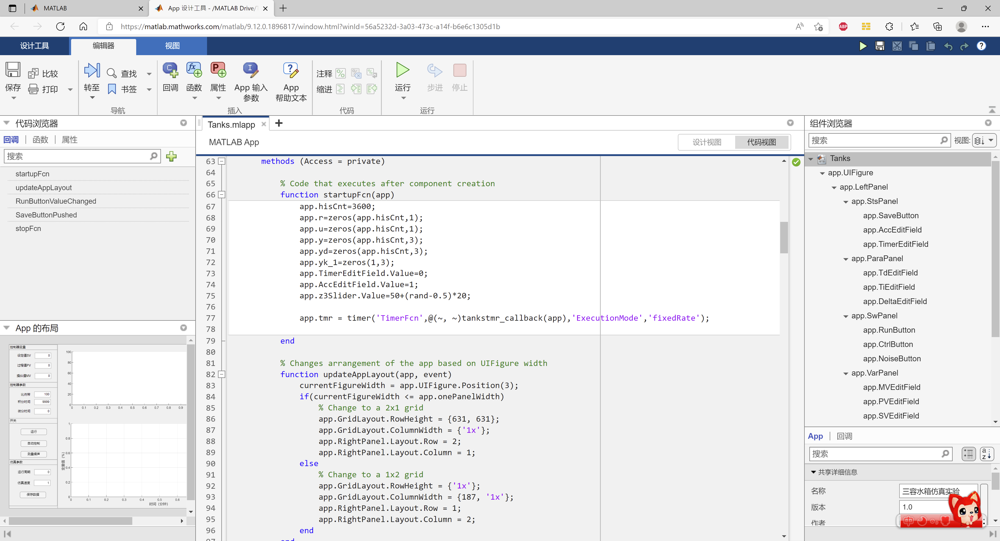 MATLAB
App 设计工具 - /MATLAB Drive/T
https://matlab.mathworks.com/matlab/9.12.0.1896817/window.html?winId=56a5232d-3a03-473c-a14f-b6e6c1305d1b
ABP
设计工具 编辑器 视图
保存 比较 打印
转至 查找 书签
导航
回调 函数 属性 App 输入参数 App 帮助文本
插入
注释
缩进
代码
运行 步进 停止
运行
代码浏览器
回调 函数 属性
搜索
startupFcn
updateAppLayout
RunButtonValueChanged
SaveButtonPushed
stopFcn
App 的布局
控制器变量
设定值SV 0
过程值PV 0
操纵值MV 0
控制器参数
比例带 100
积分时间 9999
微分时间 0
开关
运行
自动控制
测量噪声
仿真参数
运行周期 0
仿真速度 1
保存数据
100
80
60
40
20
0
0 0.1 0.2 0.3 0.4 0.5 0.6 0.7 0.8 0.9
变量值 (%)
1
0.8
0.6
0.4
0.2
0
0 0.1 0.2 0.3 0.4 0.5 0.6
时间 (分钟)
Tanks.mlapp
MATLAB App
设计视图 代码视图
63 methods (Access = private)
64
65 % Code that executes after component creation
66 function startupFcn(app)
67 app.hisCnt=3600;
68 app.r=zeros(app.hisCnt,1);
69 app.u=zeros(app.hisCnt,1);
70 app.y=zeros(app.hisCnt,3);
71 app.yd=zeros(app.hisCnt,3);
72 app.yk_1=zeros(1,3);
73 app.TimerEditField.Value=0;
74 app.AccEditField.Value=1;
75 app.z3Slider.Value=50+(rand-0.5)*20;
76
77 app.tmr = timer('TimerFcn',@(~, ~)tankstmr_callback(app),'ExecutionMode','fixedRate');
78
79 end
80
81 % Changes arrangement of the app based on UIFigure width
82 function updateAppLayout(app, event)
83 currentFigureWidth = app.UIFigure.Position(3);
84 if(currentFigureWidth <= app.onePanelWidth)
85 % Change to a 2x1 grid
86 app.GridLayout.RowHeight = {631, 631};
87 app.GridLayout.ColumnWidth = {'1x'};
88 app.RightPanel.Layout.Row = 2;
89 app.RightPanel.Layout.Column = 1;
90 else
91 % Change to a 1x2 grid
92 app.GridLayout.RowHeight = {'1x'};
93 app.GridLayout.ColumnWidth = {187, '1x'};
94 app.RightPanel.Layout.Row = 1;
95 app.RightPanel.Layout.Column = 2;
96 end
97 end
组件浏览器
搜索 视图:
Tanks
app.UIFigure
app.LeftPanel
app.StsPanel
app.SaveButton
app.AccEditField
app.TimerEditField
app.ParaPanel
app.TdEditField
app.TiEditField
app.DeltaEditField
app.SwPanel
app.RunButton
app.CtrlButton
app.NoiseButton
app.VarPanel
app.MVEditField
app.PVEditField
app.SVEditField
App 回调
搜索
共享详细信息
名称 三容水箱仿真实验
版本 1.0
作者
中